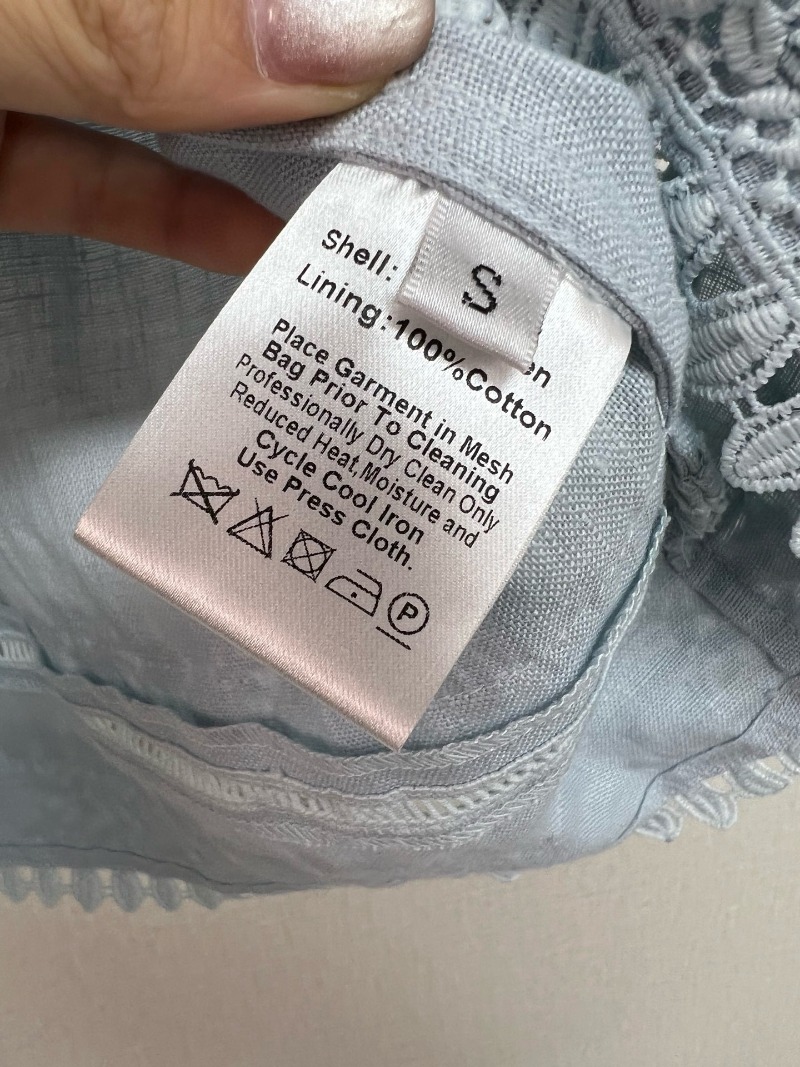 S
Shell:
Lining:100%Cotton
Place Garment in Mesh
Bag Prior To Cleaning
Professionally Dry Clean Only
Reduced Heat,Moisture and
Cycle Cool Iron
Use Press Cloth.
P